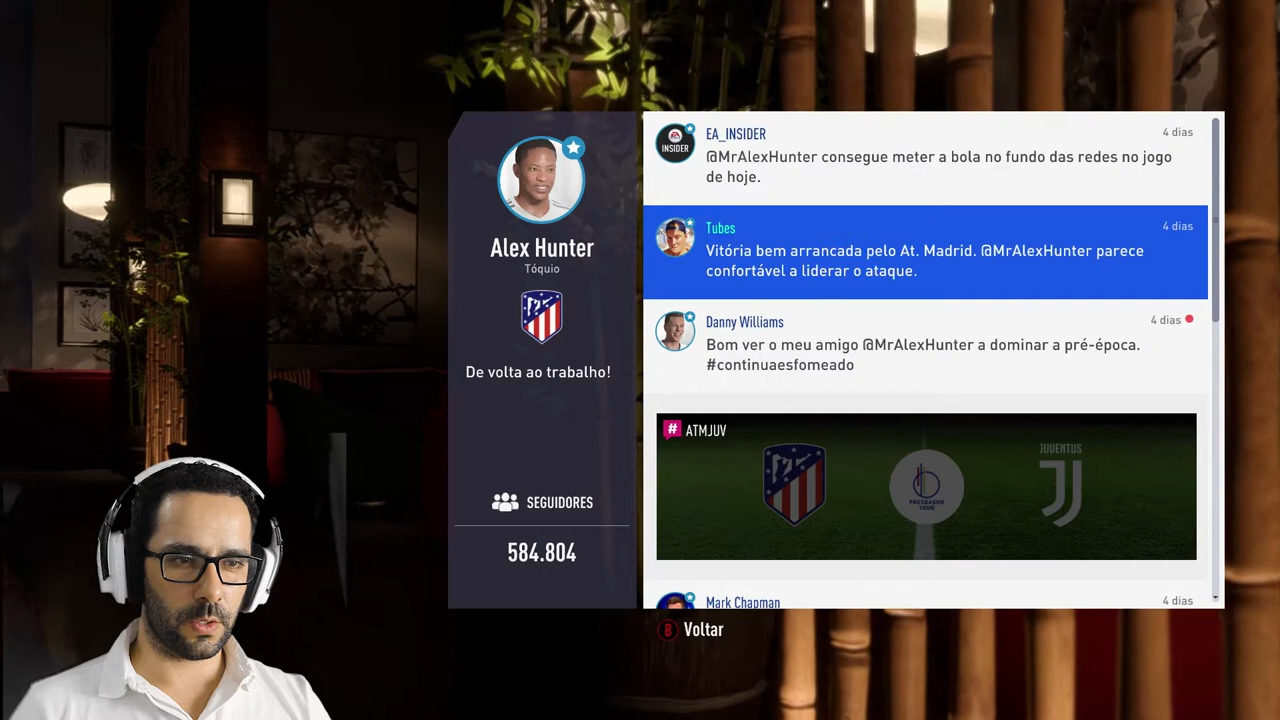 Alex Hunter
Tóquio
De volta ao trabalho!
SEGUIDORES
584.804
INSIDER
EA_INSIDER
4 dias
@MrAlexHunter consegue meter a bola no fundo das redes no jogo
de hoje.
Tubes
4 dias
Vitória bem arrancada pelo At. Madrid. @MrAlexHunter parece
confortável a liderar o ataque.
Danny Williams
4 dias
Bom ver o meu amigo @MrAlexHunter a dominar a pré-época.
#continuaesfomeado
# ATMJUV
PRESEASON
TOUR
JUVENTUS
Mark Chapman
4 dias
B Voltar